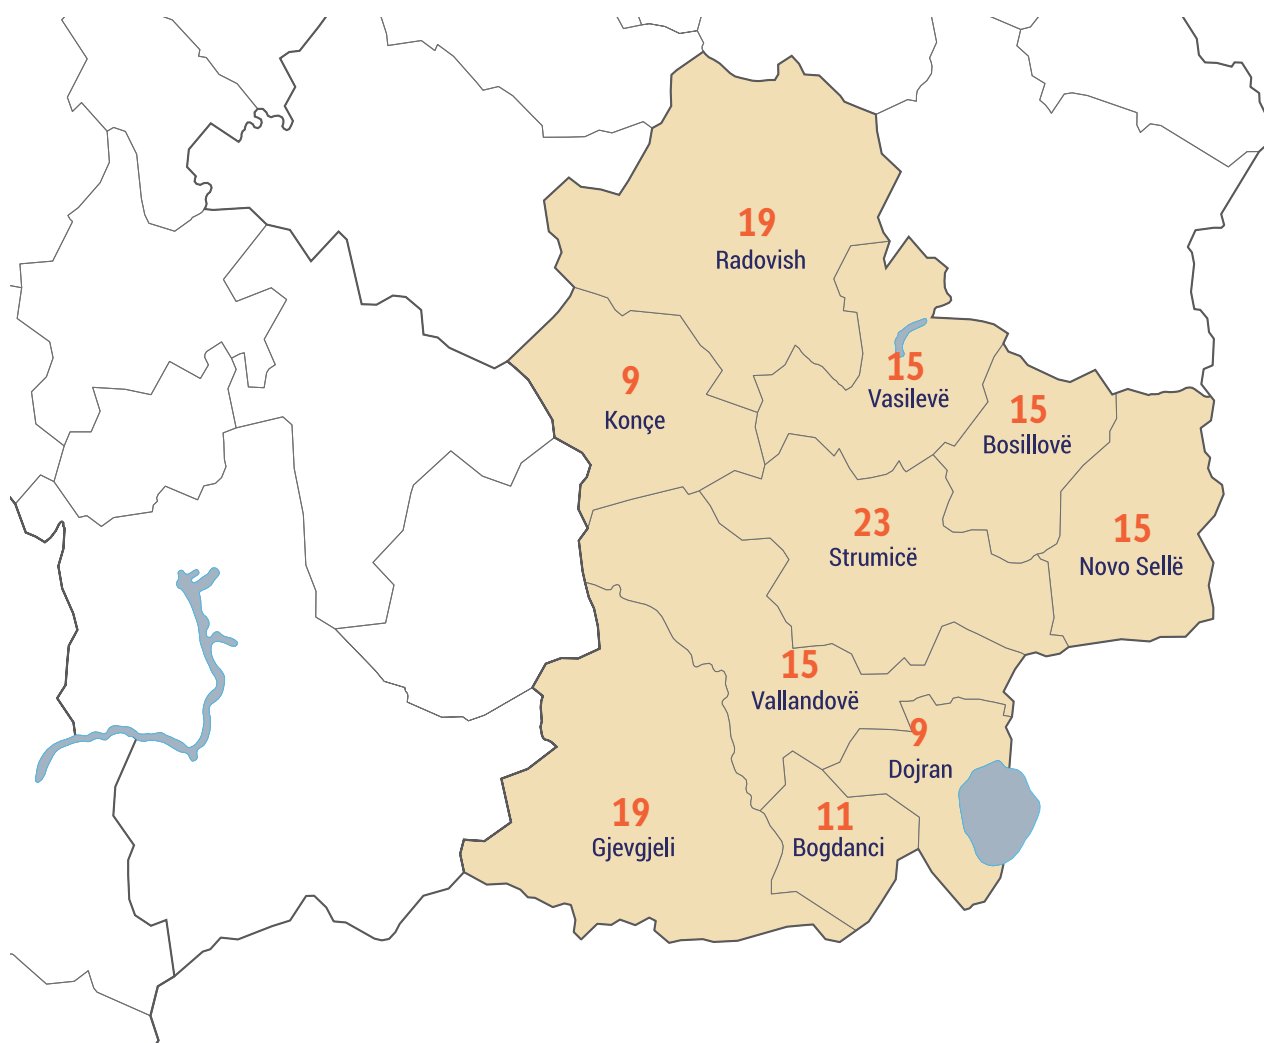 19
Radovish
9
Konçe
15
Vasilevë
15
Bosillovë
23
Strumicë
15
Novo Sellë
15
Vallandovë
9
Dojran
19
Gjevgjeli
11
Bogdanci